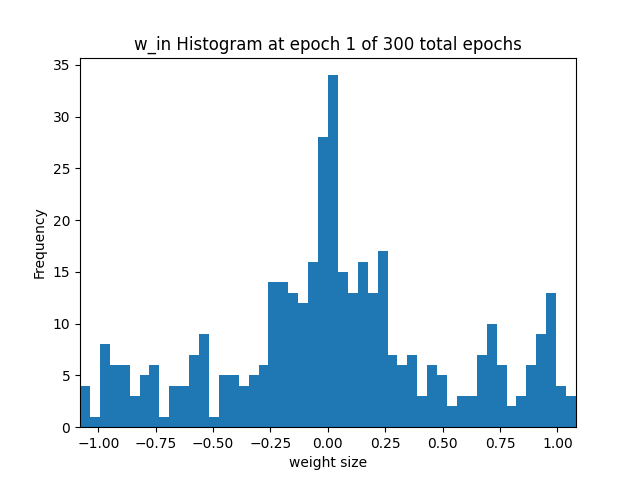 w_in Histogram at epoch 1 of 300 total epochs
35
30
25
20
15
10
5
0
Frequency
−1.00 −0.75 −0.50 −0.25 0.00 0.25 0.50 0.75 1.00
weight size